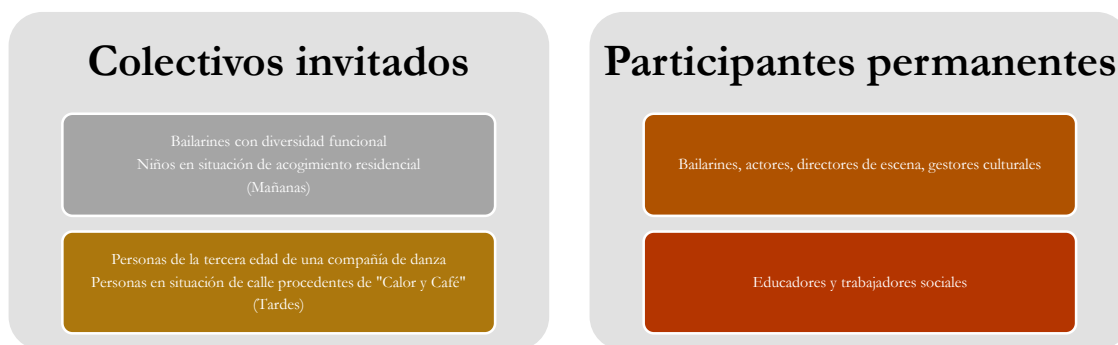 Colectivos invitados
Bailarines con diversidad funcional
Niños en situación de acogimiento residencial
(Mañanas)
Personas de la tercera edad de una compañía de danza
Personas en situación de calle procedentes de "Calor y Café"
(Tardes)
Participantes permanentes
Bailarines, actores, directores de escena, gestores culturales
Educadores y trabajadores sociales